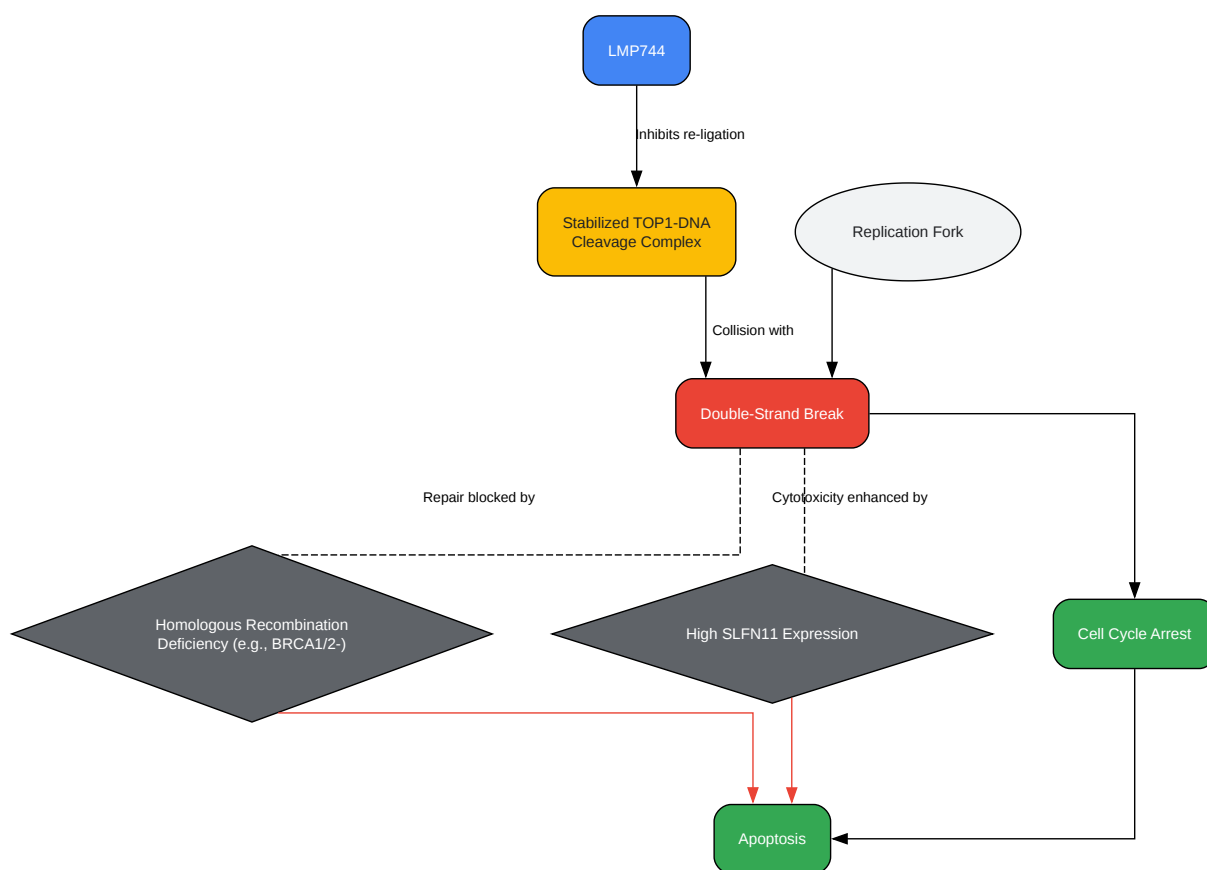 LMP744
Inhibits re-ligation
Stabilized TOP1-DNA
Cleavage Complex
Replication Fork
Collision with
Double-Strand Break
Repair blocked by
Cytotoxicity enhanced by
Homologous Recombination
Deficiency (e.g., BRCA1/2-)
High SLFN11 Expression
Cell Cycle Arrest
Apoptosis